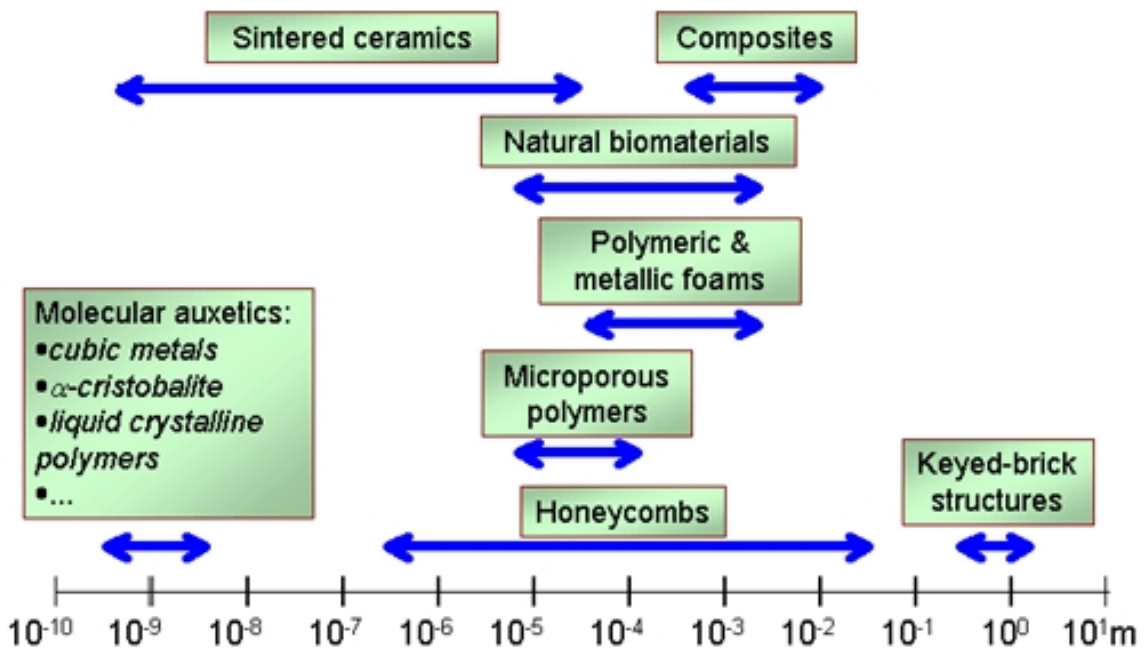 Sintered ceramics
Composites
Natural biomaterials
Polymeric &
metallic foams
Molecular auxetics:
•cubic metals
•α-cristobalite
•liquid crystalline
polymers
•...
Microporous
polymers
Honeycombs
Keyed-brick
structures
10⁻¹⁰ 10⁻⁹ 10⁻⁸ 10⁻⁷ 10⁻⁶ 10⁻⁵ 10⁻⁴ 10⁻³ 10⁻² 10⁻¹ 10⁰ 10¹m